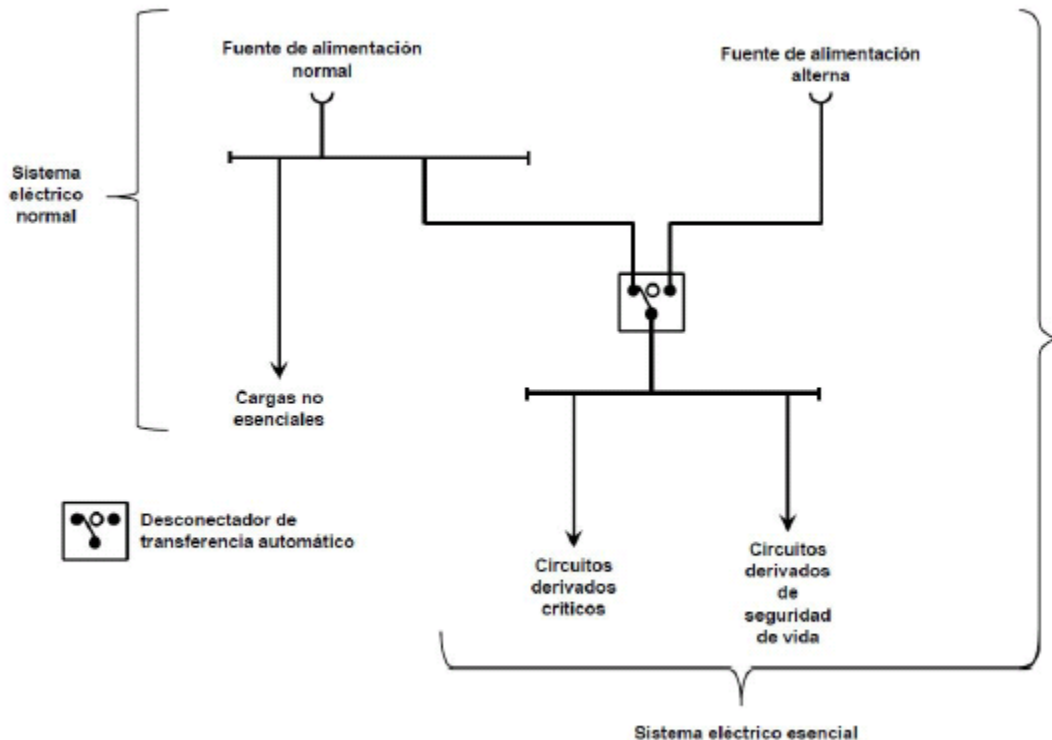 Fuente de alimentación
normal
Fuente de alimentación
alterna
Sistema
eléctrico
normal
Cargas no
esenciales
Desconectador de
transferencia automático
Circuitos
derivados
críticos
Circuitos
derivados
de
seguridad
de vida
Sistema eléctrico esencial